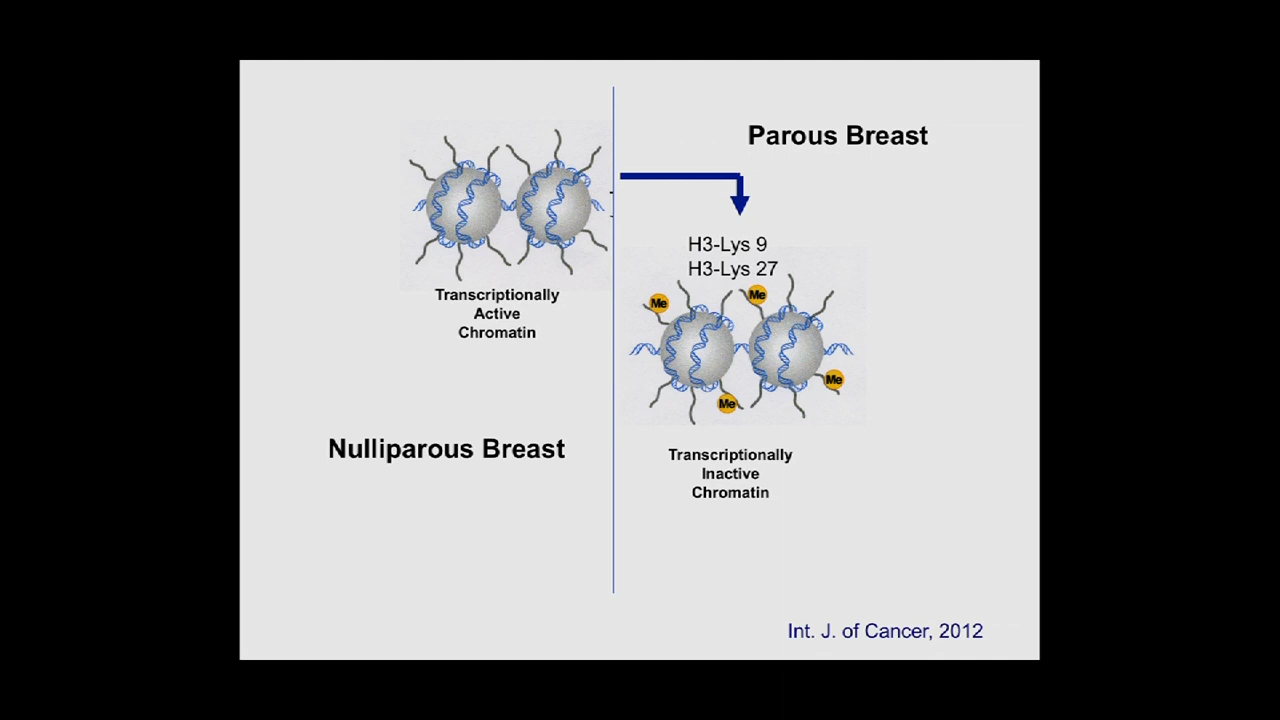 Parous Breast
H3-Lys 9
H3-Lys 27
Transcriptionally
Active
Chromatin
Me
Me
Me
Me
Nulliparous Breast
Transcriptionally
Inactive
Chromatin
Int. J. of Cancer, 2012